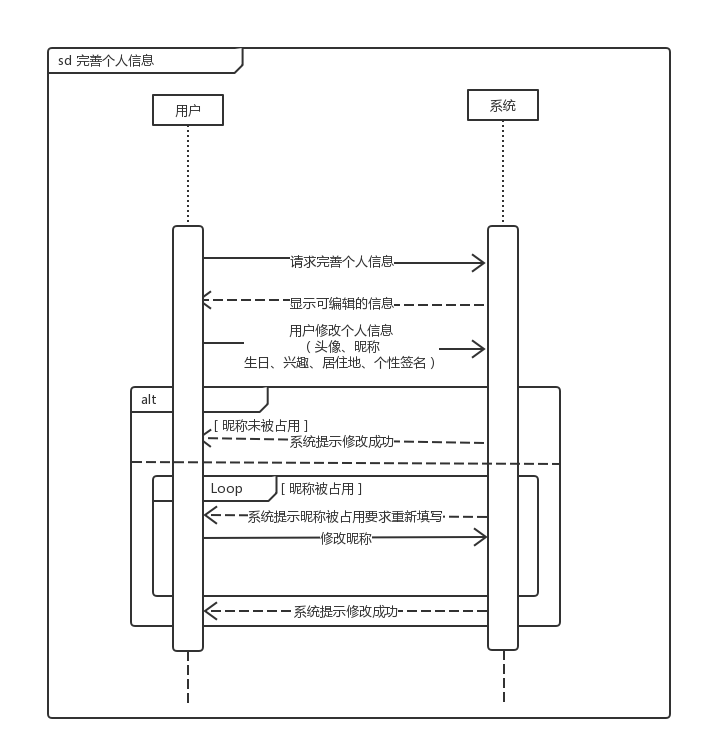 sd 完善个人信息
用户
系统
请求完善个人信息
显示可编辑的信息
用户修改个人信息
（头像、昵称
生日、兴趣、居住地、个性签名）
alt
[ 昵称未被占用 ]
系统提示修改成功
Loop
[ 昵称被占用 ]
系统提示昵称被占用要求重新填写
修改昵称
系统提示修改成功